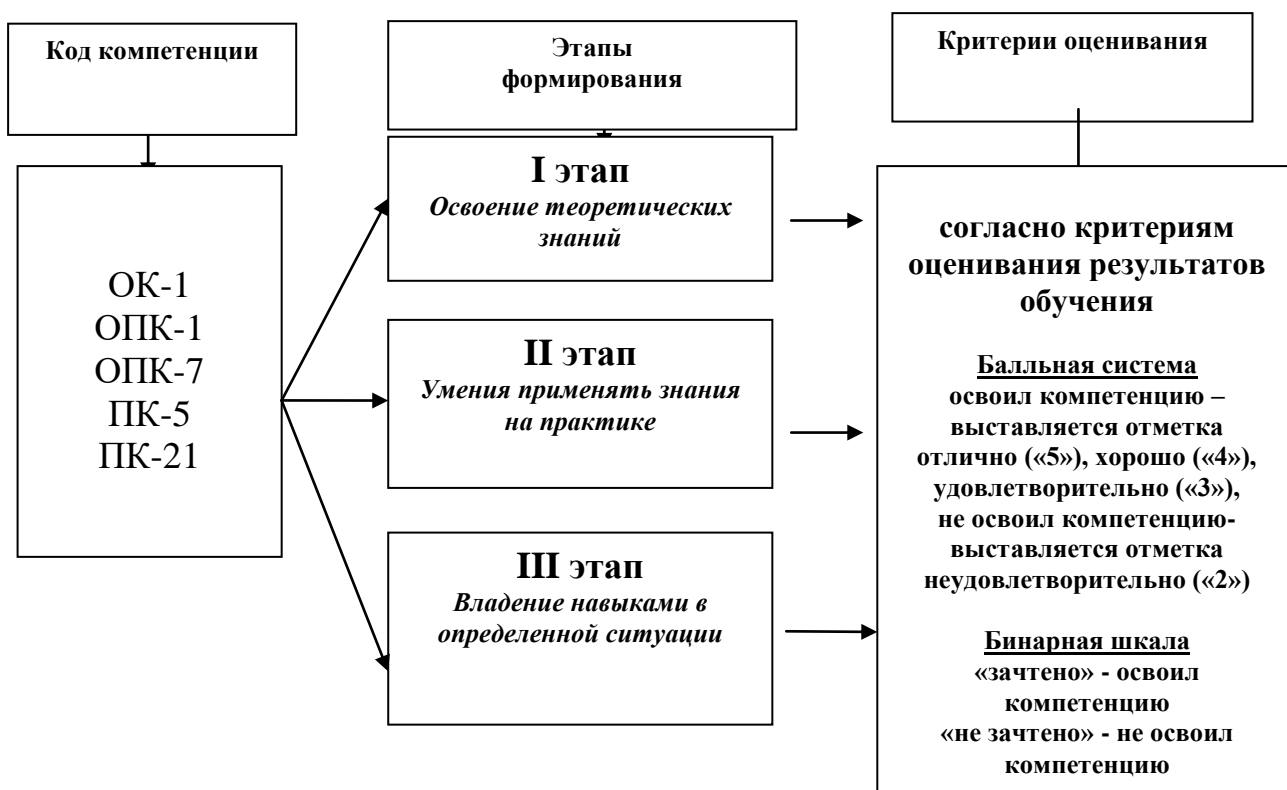 Код компетенции
Этапы
формирования
Критерии оценивания
ОК-1
ОПК-1
ОПК-7
ПК-5
ПК-21
I этап
Освоение теоретических
знаний
II этап
Умения применять знания
на практике
III этап
Владение навыками в
определенной ситуации
согласно критериям
оценивания результатов
обучения
Балльная система
освоил компетенцию –
выставляется отметка
отлично («5»), хорошо («4»),
удовлетворительно («3»),
не освоил компетенцию-
выставляется отметка
неудовлетворительно («2»)
Бинарная шкала
«зачтено» - освоил
компетенцию
«не зачтено» - не освоил
компетенцию